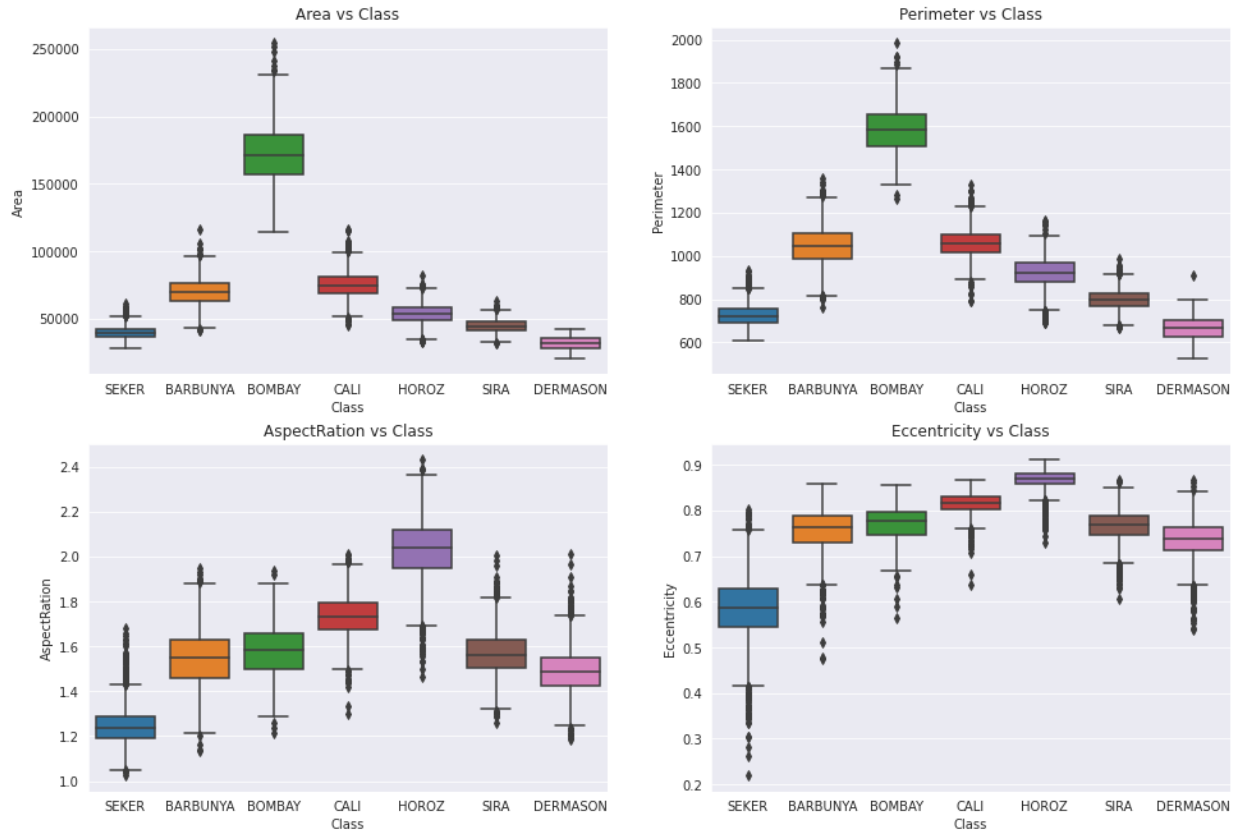 Area vs Class
Area
250000
200000
150000
100000
50000
SEKER BARBUNYA BOMBAY CALI HOROZ SIRA DERMASON
Class
Perimeter vs Class
Perimeter
2000
1800
1600
1400
1200
1000
800
600
SEKER BARBUNYA BOMBAY CALI HOROZ SIRA DERMASON
Class
AspectRation vs Class
AspectRation
2.4
2.2
2.0
1.8
1.6
1.4
1.2
1.0
SEKER BARBUNYA BOMBAY CALI HOROZ SIRA DERMASON
Class
Eccentricity vs Class
Eccentricity
0.9
0.8
0.7
0.6
0.5
0.4
0.3
0.2
SEKER BARBUNYA BOMBAY CALI HOROZ SIRA DERMASON
Class